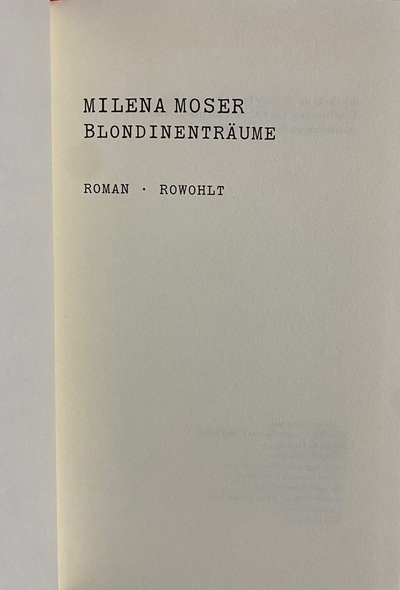 MILENA MOSER
BLONDINENTRÄUME
ROMAN · ROWOHLT